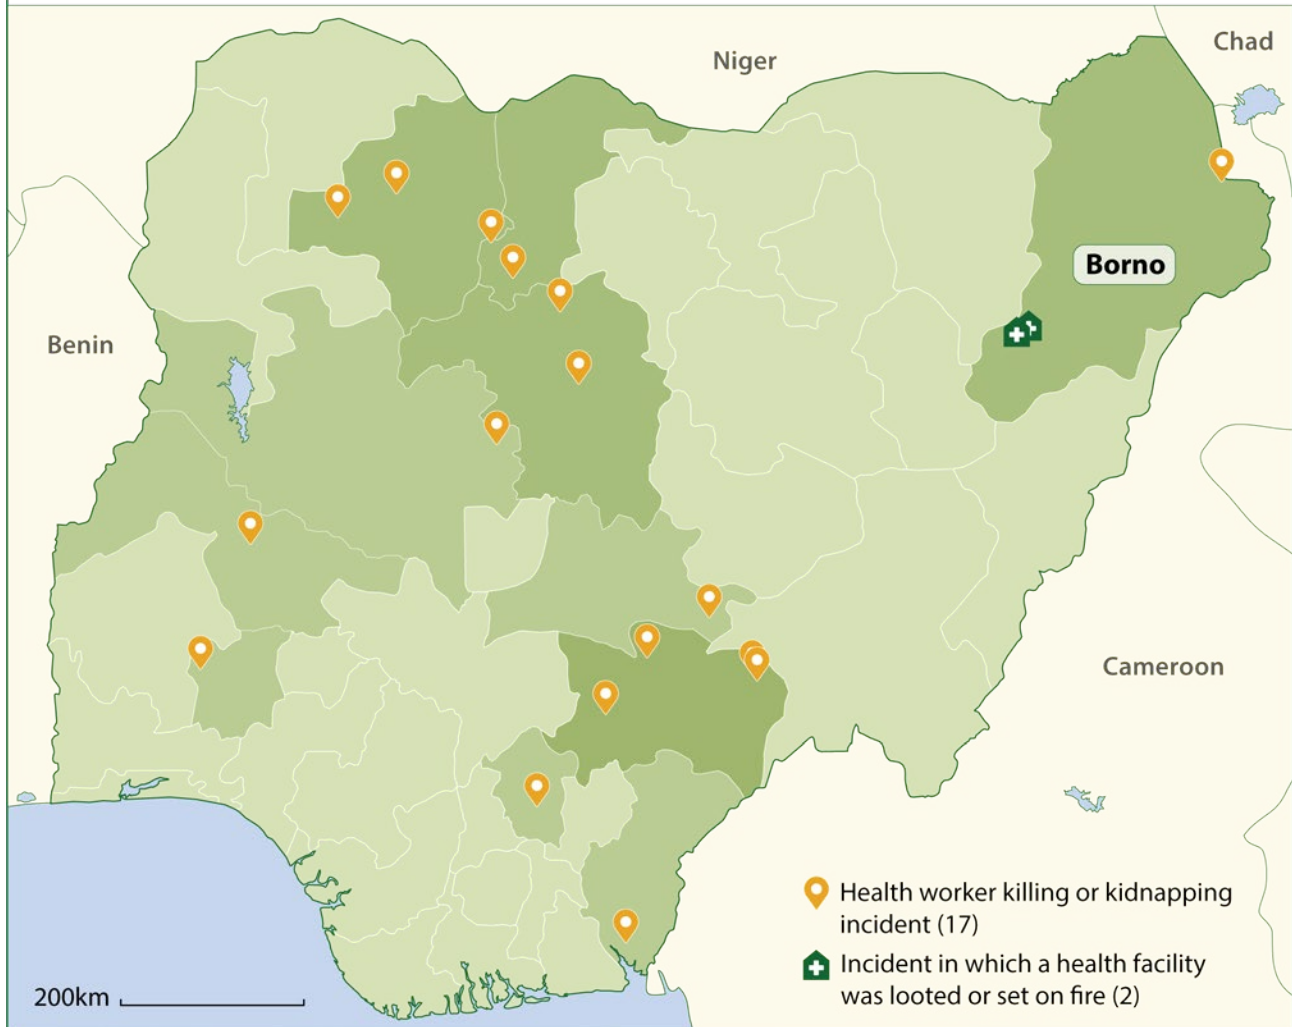 Niger
Chad
Borno
Benin
Cameroon
Health worker killing or kidnapping
incident (17)
Incident in which a health facility
was looted or set on fire (2)
200km